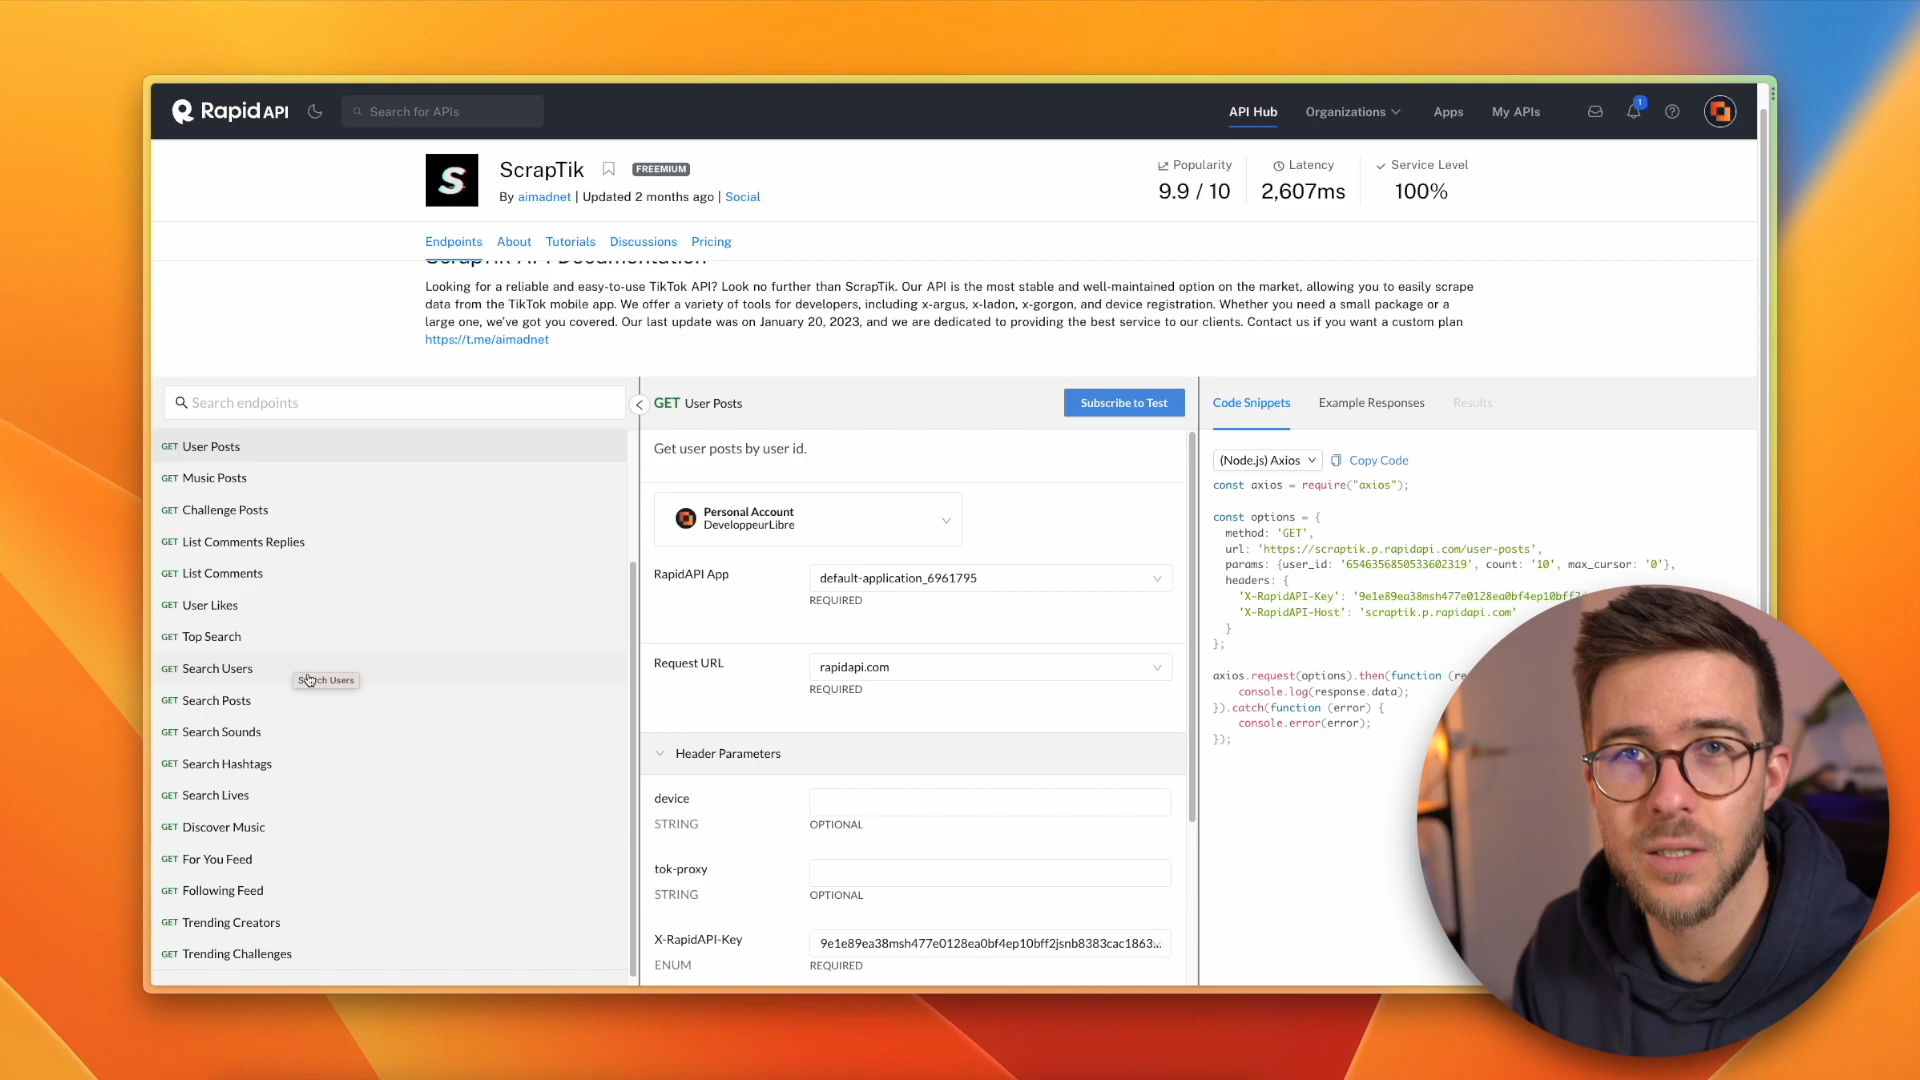 Rapid API
Search for APIs
API Hub
Organizations
Apps
My APIs
1
S
ScrapTik
FREEMIUM
By aimadnet | Updated 2 months ago | Social
Popularity
9.9 / 10
Latency
2,607ms
Service Level
100%
Endpoints
About
Tutorials
Discussions
Pricing
ScrapTik API Documentation
Looking for a reliable and easy-to-use TikTok API? Look no further than ScrapTik. Our API is the most stable and well-maintained option on the market, allowing you to easily scrape
data from the TikTok mobile app. We offer a variety of tools for developers, including x-argus, x-ladon, x-gorgon, and device registration. Whether you need a small package or a
large one, we've got you covered. Our last update was on January 20, 2023, and we are dedicated to providing the best service to our clients. Contact us if you want a custom plan
https://t.me/aimadnet
Search endpoints
GET User Posts
GET Music Posts
GET Challenge Posts
GET List Comments Replies
GET List Comments
GET User Likes
GET Top Search
GET Search Users
Search Users
GET Search Posts
GET Search Sounds
GET Search Hashtags
GET Search Lives
GET Discover Music
GET For You Feed
GET Following Feed
GET Trending Creators
GET Trending Challenges
GET User Posts
Subscribe to Test
Get user posts by user id.
Personal Account
DeveloppeurLibre
RapidAPI App
default-application_6961795
REQUIRED
Request URL
rapidapi.com
REQUIRED
Header Parameters
device
STRING
OPTIONAL
tok-proxy
STRING
OPTIONAL
X-RapidAPI-Key
ENUM
9e1e89ea38msh477e0128ea0bf4ep10bff2jsnb8383cac1863...
REQUIRED
Code Snippets
Example Responses
Results
(Node.js) Axios
Copy Code
const axios = require("axios");
const options = {
method: 'GET',
url: 'https://scraptik.p.rapidapi.com/user-posts',
params: {user_id: '6546356850533602319', count: '10', max_cursor: '0'},
headers: {
'X-RapidAPI-Key': '9e1e89ea38msh477e0128ea0bf4ep10bff
'X-RapidAPI-Host': 'scraptik.p.rapidapi.com'
}
};
axios.request(options).then(function (re
console.log(response.data);
}).catch(function (error) {
console.error(error);
});